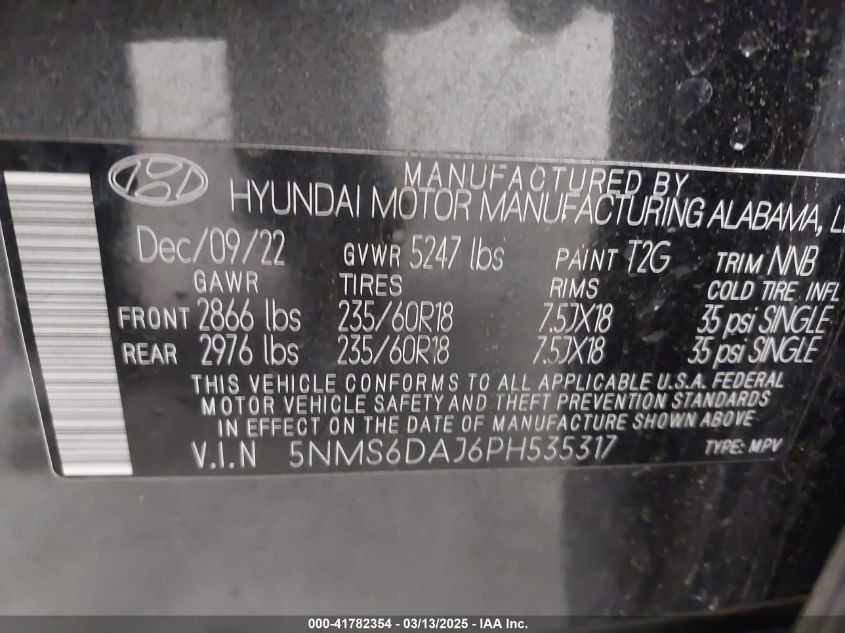 MANUFACTURED BY
HYUNDAI MOTOR MANUFACTURING ALABAMA,
Dec/09/22 GVWR 5247 lbs PAINT T2G TRIM NNB
GAWR TIRES RIMS COLD TIRE INFL
FRONT 2866 lbs 235/60R18 7.5JX18 35 psi SINGLE
REAR 2976 lbs 235/60R18 7.5JX18 35 psi SINGLE
THIS VEHICLE CONFORMS TO ALL APPLICABLE U.S.A. FEDERAL
MOTOR VEHICLE SAFETY AND THEFT PREVENTION STANDARDS
IN EFFECT ON THE DATE OF MANUFACTURE SHOWN ABOVE
V.I.N 5NMS6DAJ6PH535317 TYPE: MPV
000-41782354 - 03/13/2025 - IAA Inc.